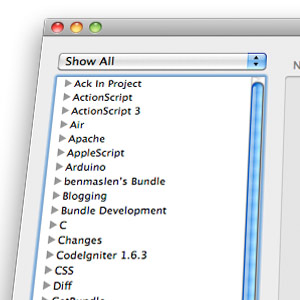 Show All
N
Ack In Project
ActionScript
ActionScript 3
Air
Apache
AppleScript
Arduino
benmaslen's Bundle
Blogging
Bundle Development
C
Changes
CodeIgniter 1.6.3
CSS
Diff
GetBundle